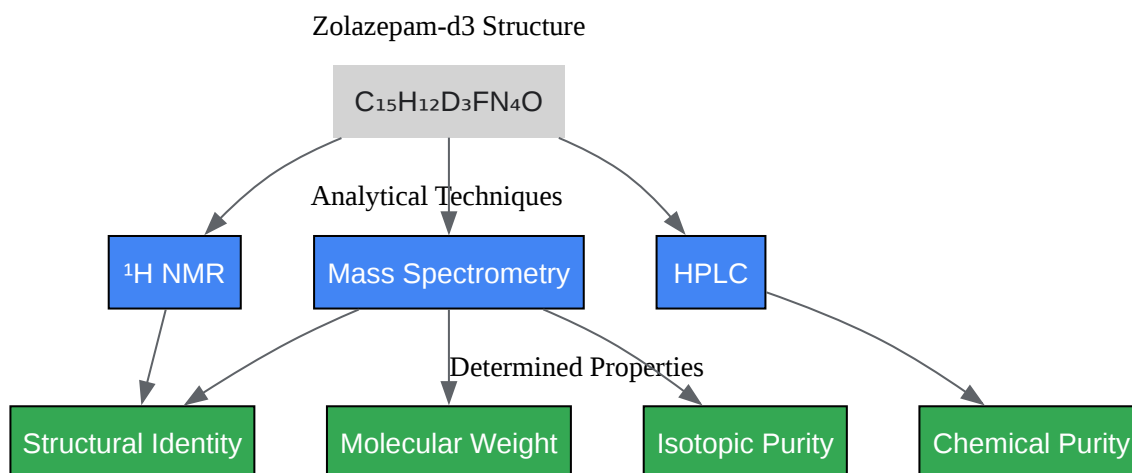 Zolazepam-d3 Structure
C₁₅H₁₂D₃FN₄O
Analytical Techniques
¹H NMR
Mass Spectrometry
HPLC
Determined Properties
Structural Identity
Molecular Weight
Isotopic Purity
Chemical Purity